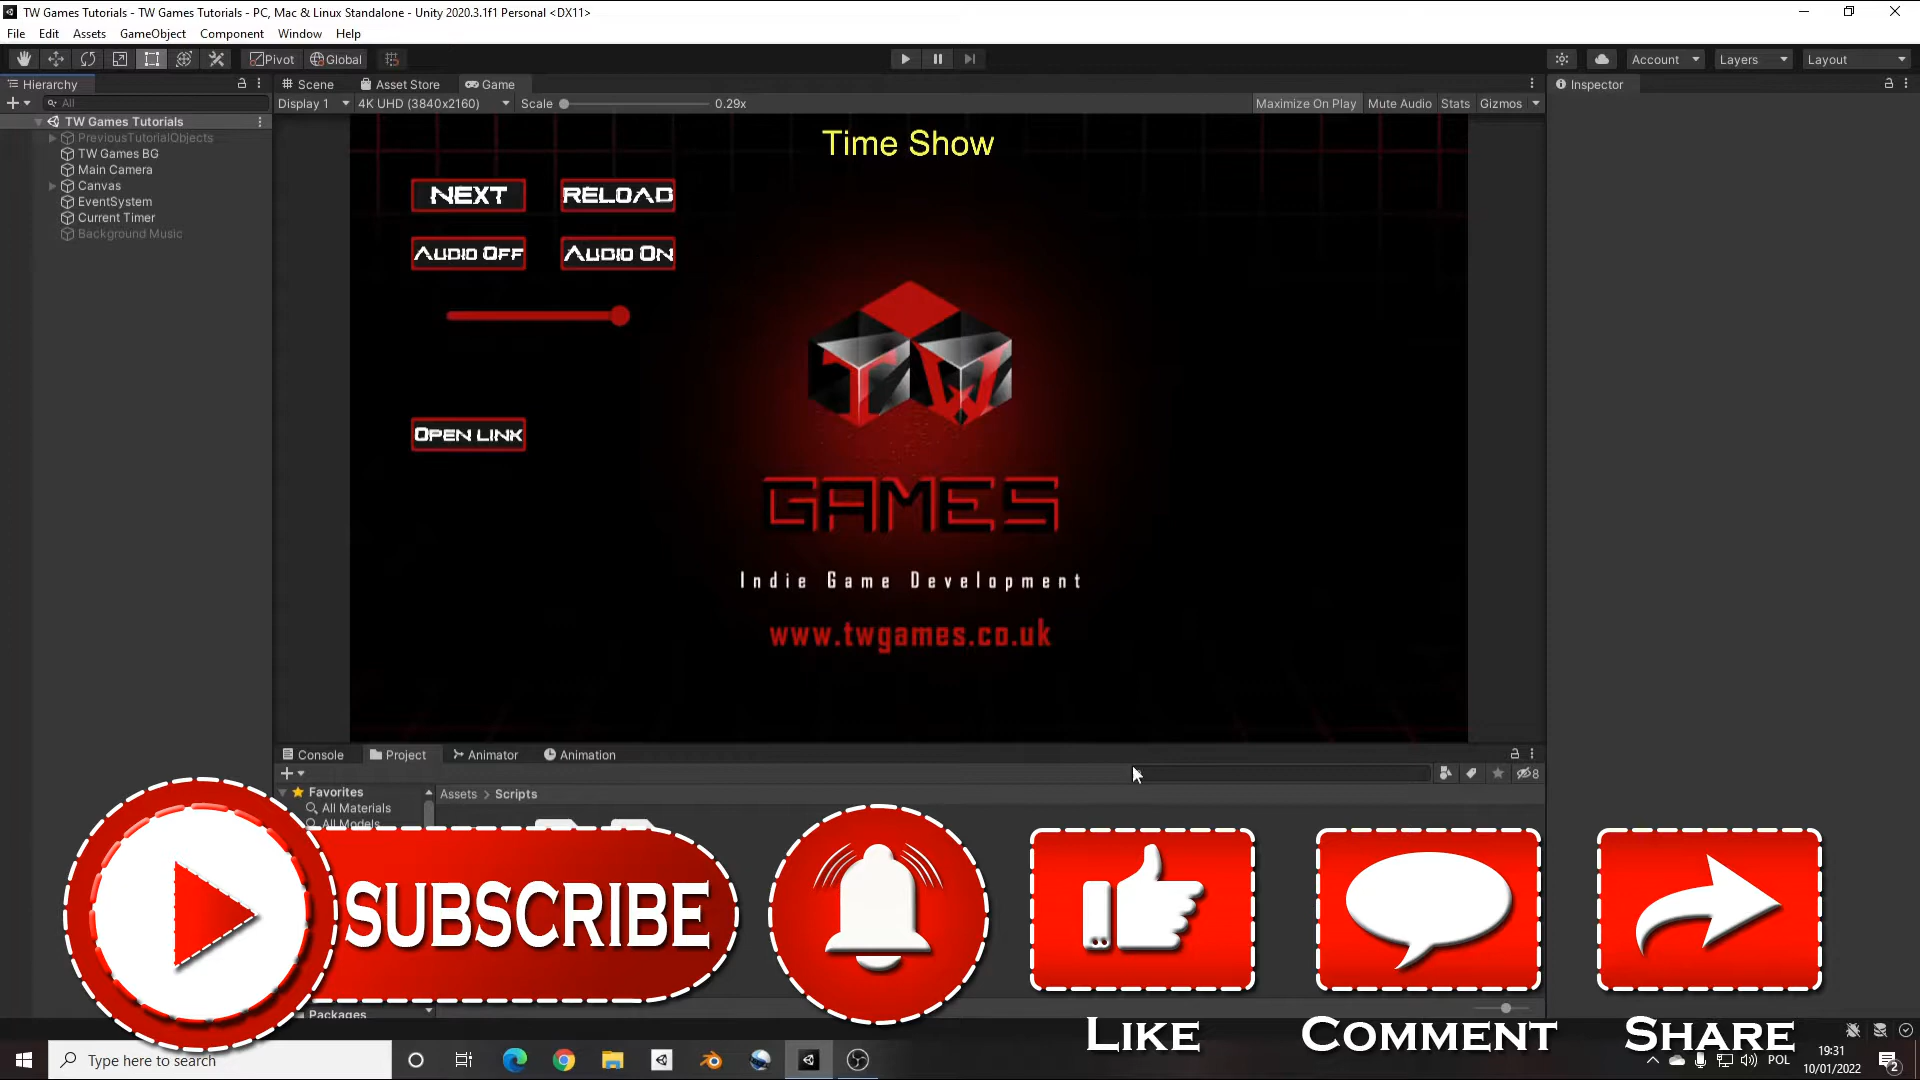 TW Games Tutorials - TW Games Tutorials - PC, Mac & Linux Standalone - Unity 2020.3.1f1 Personal <DX11>
File Edit Assets GameObject Component Window Help
Pivot Global Account Layers Layout
Hierarchy Scene Asset Store Game Inspector
All Display 1 4K UHD (3840x2160) Scale 0.29x Maximize On Play Mute Audio Stats Gizmos
TW Games Tutorials
PreviousTutorialObjects
TW Games BG
Main Camera
Canvas
EventSystem
Current Timer
Background Music
Time Show
NEXT RELOAD
AUDIO OFF AUDIO ON
OPEN LINK
TW
GAMES
Indie Game Development
www.twgames.co.uk
Console Project Animator Animation
8
Favorites Assets > Scripts
All Materials
All Models
SUBSCRIBE
Packages
LIKE COMMENT SHARE
Type here to search
POL 19:31
10/01/2022
2